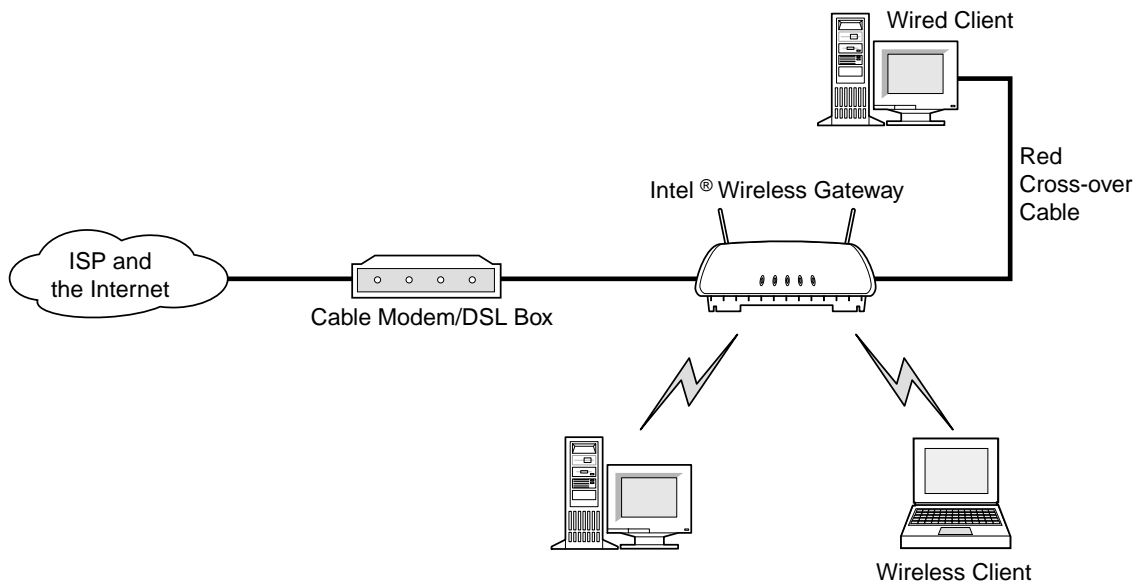 Wired Client
Red
Cross-over
Cable
Intel ® Wireless Gateway
ISP and
the Internet
Cable Modem/DSL Box
Wireless Client